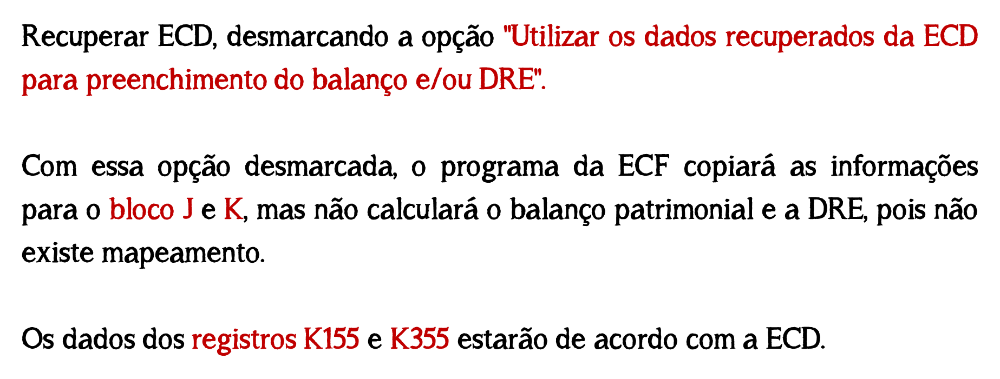 Recuperar ECD, desmarcando a opção "Utilizar os dados recuperados da ECD
para preenchimento do balanço e/ou DRE".
Com essa opção desmarcada, o programa da ECF copiará as informações
para o bloco J e K, mas não calculará o balanço patrimonial e a DRE, pois não
existe mapeamento.
Os dados dos registros K155 e K355 estarão de acordo com a ECD.